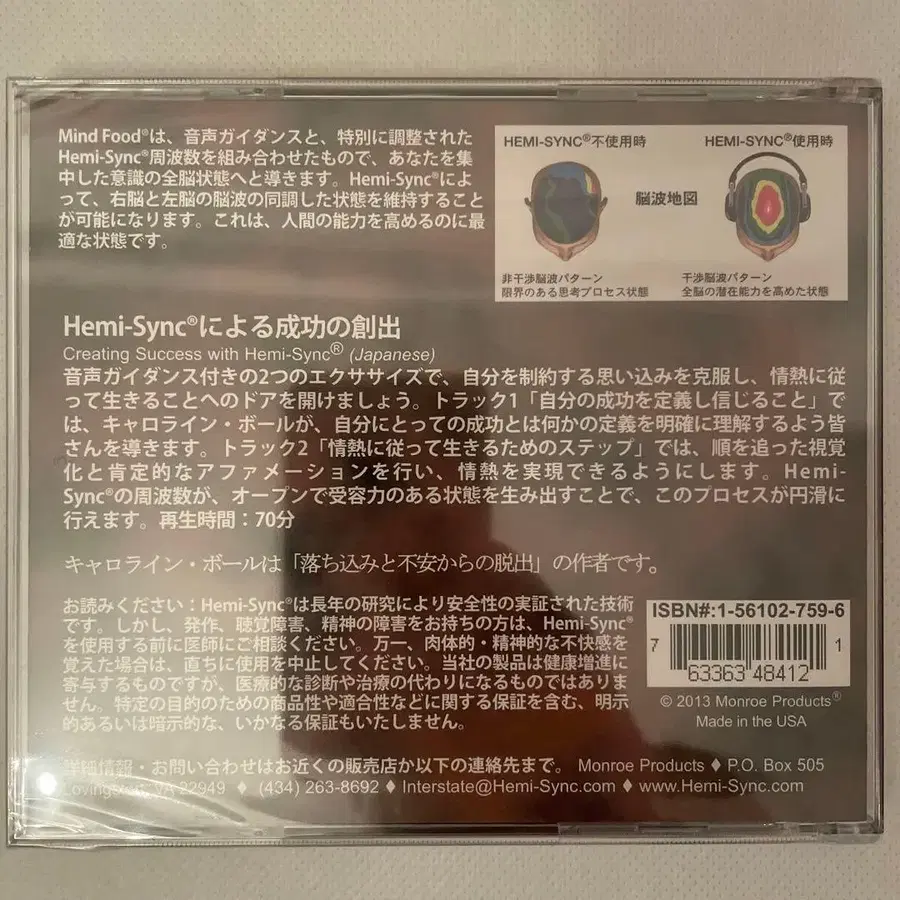 Mind Food®は、音声ガイダンスと、特別に調整された
Hemi-Sync®周波数を組み合わせたもので、あなたを集
中した意識の全脳状態へと導きます。Hemi-Sync®によ
って、右脳と左脳の脳波の同調した状態を維持すること
が可能になります。これは、人間の能力を高めるのに最
適な状態です。
HEMI-SYNC®不使用時
HEMI-SYNC®使用時
脳波地図
非干渉脳波パターン
限界のある思考プロセス状態
干渉脳波パターン
全脳の潜在能力を高めた状態
Hemi-Sync®による成功の創出
Creating Success with Hemi-Sync® (Japanese)
音声ガイダンス付きの2つのエクササイズで、自分を制約する思い込みを克服し、情熱に従
って生きることへのドアを開けましょう。トラック1「自分の成功を定義し信じること」で
は、キャロライン・ボールが、自分にとっての成功とは何かの定義を明確に理解するよう皆
さんを導きます。トラック2「情熱に従って生きるためのステップ」では、順を追った視覚
化と肯定的なアファメーションを行い、情熱を実現できるようにします。Hemi-
Sync®の周波数が、オープンで受容力のある状態を生み出すことで、このプロセスが円滑に
行えます。再生時間：70分
キャロライン・ボールは「落ち込みと不安からの脱出」の作者です。
お読みください：Hemi-Sync®は長年の研究により安全性の実証された技術
です。しかし、発作、聴覚障害、精神の障害をお持ちの方は、Hemi-Sync®
を使用する前に医師にご相談ください。万一、肉体的・精神的な不快感を
覚えた場合は、直ちに使用を中止してください。当社の製品は健康増進に
寄与するものですが、医療的な診断や治療の代わりになるものではありま
せん。特定の目的のための商品性や適合性などに関する保証を含む、明示
的あるいは暗示的な、いかなる保証もいたしません。
ISBN#:1-56102-759-6
7 63363 48412 1
© 2013 Monroe Products®
Made in the USA
詳細情報・お問い合わせはお近くの販売店か以下の連絡先まで。 Monroe Products ♦ P.O. Box 505
Lovingston, VA 22949 ♦ (434) 263-8692 ♦ Interstate@Hemi-Sync.com ♦ www.Hemi-Sync.com